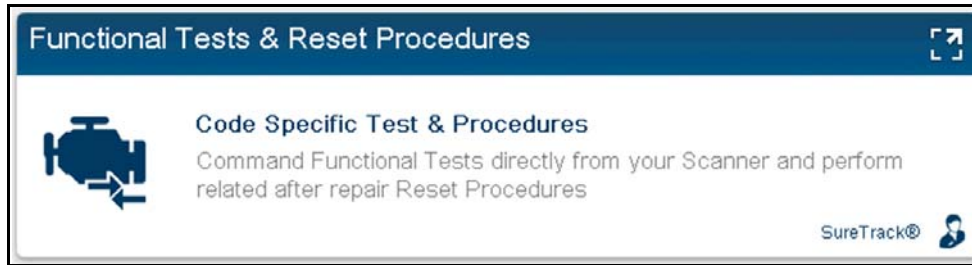 Functional Tests & Reset Procedures
Code Specific Test & Procedures
Command Functional Tests directly from your Scanner and perform
related after repair Reset Procedures
SureTrack®